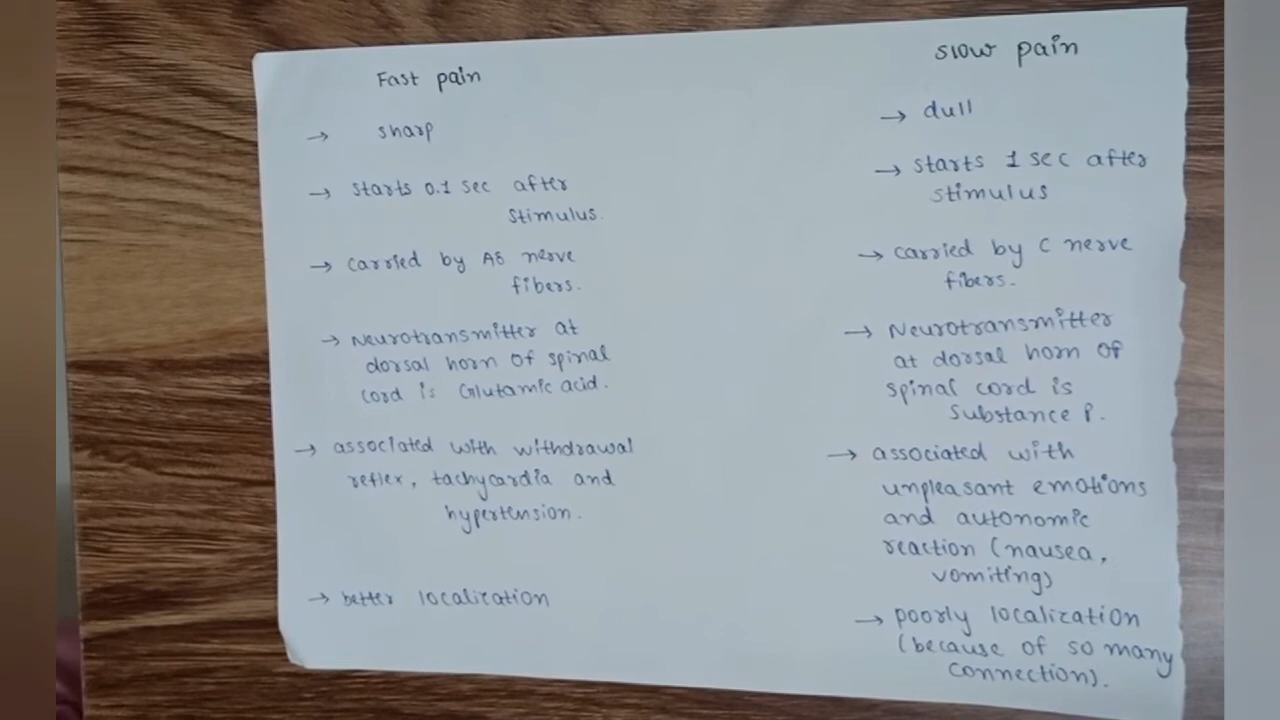 Fast pain
→ sharp
→ starts 0.1 sec after
stimulus.
→ carried by Aδ nerve
fibers.
→ Neurotransmitter at
dorsal horn of spinal
cord is Glutamic acid.
→ associated with withdrawal
reflex, tachycardia and
hypertension.
→ better localization
slow pain
→ dull
→ starts 1 sec after
stimulus
→ carried by C nerve
fibers.
→ Neurotransmitter
at dorsal horn of
spinal cord is
Substance P.
→ associated with
unpleasant emotions
and autonomic
reaction (nausea,
vomiting)
→ poorly localization
(because of so many
connection).